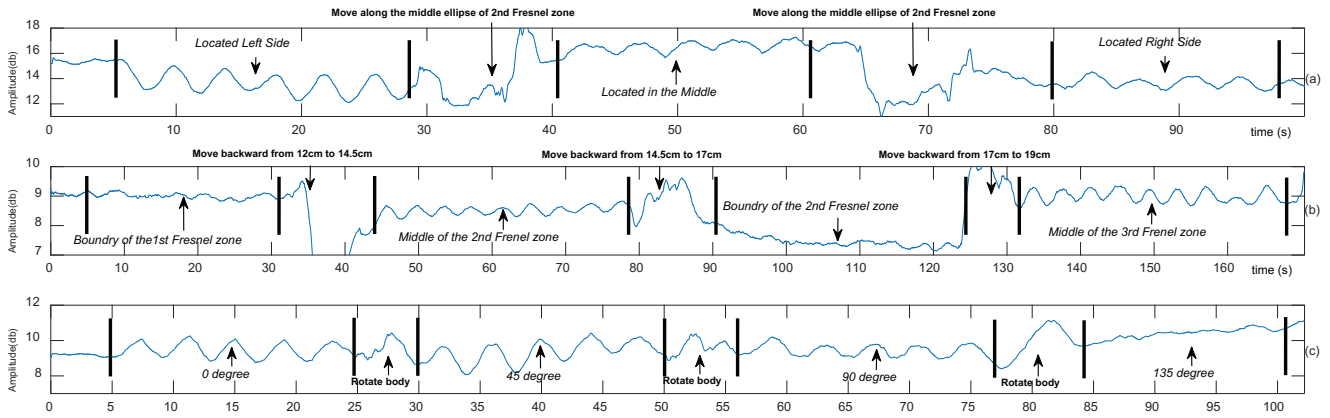 Move along the middle ellipse of 2nd Fresnel zone
Move along the middle ellipse of 2nd Fresnel zone
18
16
14
12
Amplitude(db)
Located Left Side
Located in the Middle
Located Right Side
(a)
0 10 20 30 40 50 60 70 80 90 time (s)
Move backward from 12cm to 14.5cm
Move backward from 14.5cm to 17cm
Move backward from 17cm to 19cm
10
9
8
7
Amplitude(db)
Boundry of the1st Fresnel zone
Middle of the 2nd Frenel zone
Boundry of the 2nd Fresnel zone
Middle of the 3rd Frenel zone
(b)
0 10 20 30 40 50 60 70 80 90 100 110 120 130 140 150 160 time (s)
12
10
8
Amplitude(db)
0 degree
Rotate body
45 degree
Rotate body
90 degree
Rotate body
135 degree
(c)
0 5 10 15 20 25 30 35 40 45 50 55 60 65 70 75 80 85 90 95 100